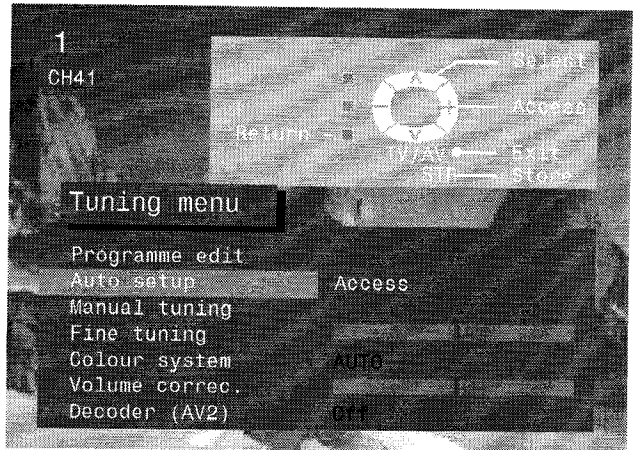 1
CH41
Select
Access
Return
TV/AV Exit
STR Store
Tuning menu
Programme edit
Auto setup Access
Manual tuning
Fine tuning
Colour system AUTO
Volume correc.
Decoder (AV2) Off